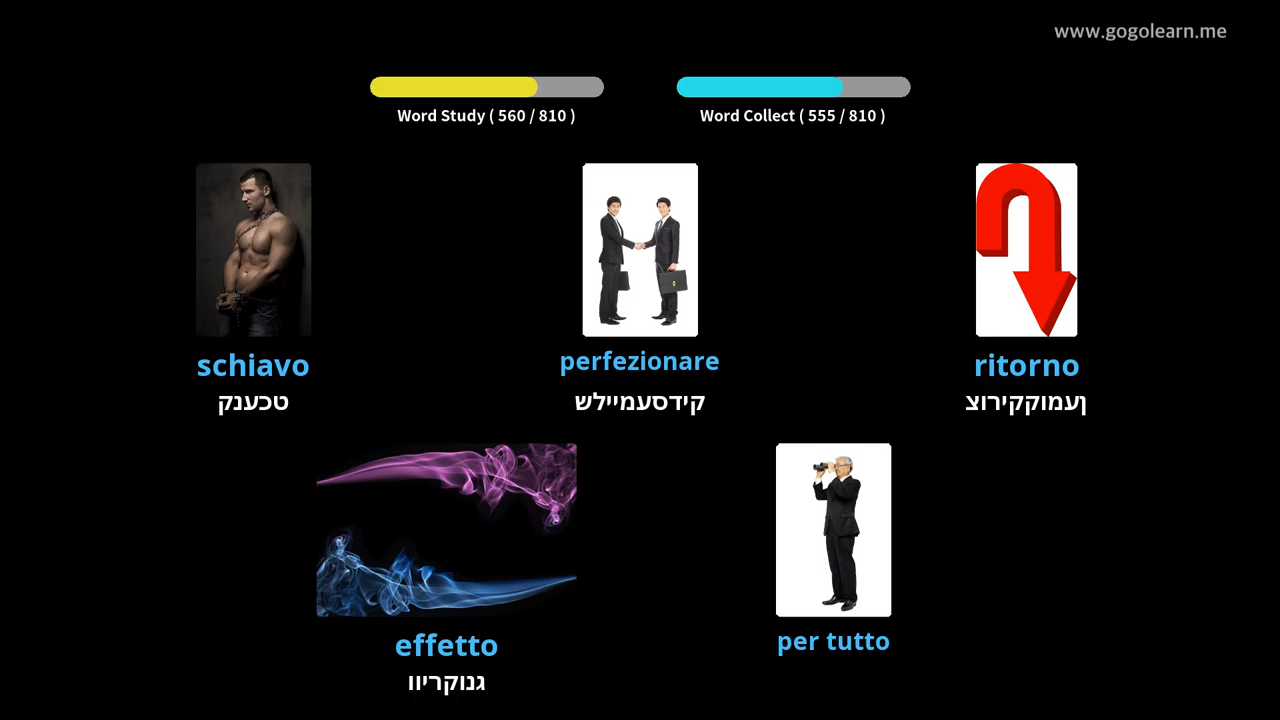 www.gogolearn.me
Word Study ( 560 / 810 )
Word Collect ( 555 / 810 )
schiavo
טכענק
perfezionare
קידסעמיילש
ritorno
ןעמוקקירוצ
effetto
גנוקריוו
per tutto